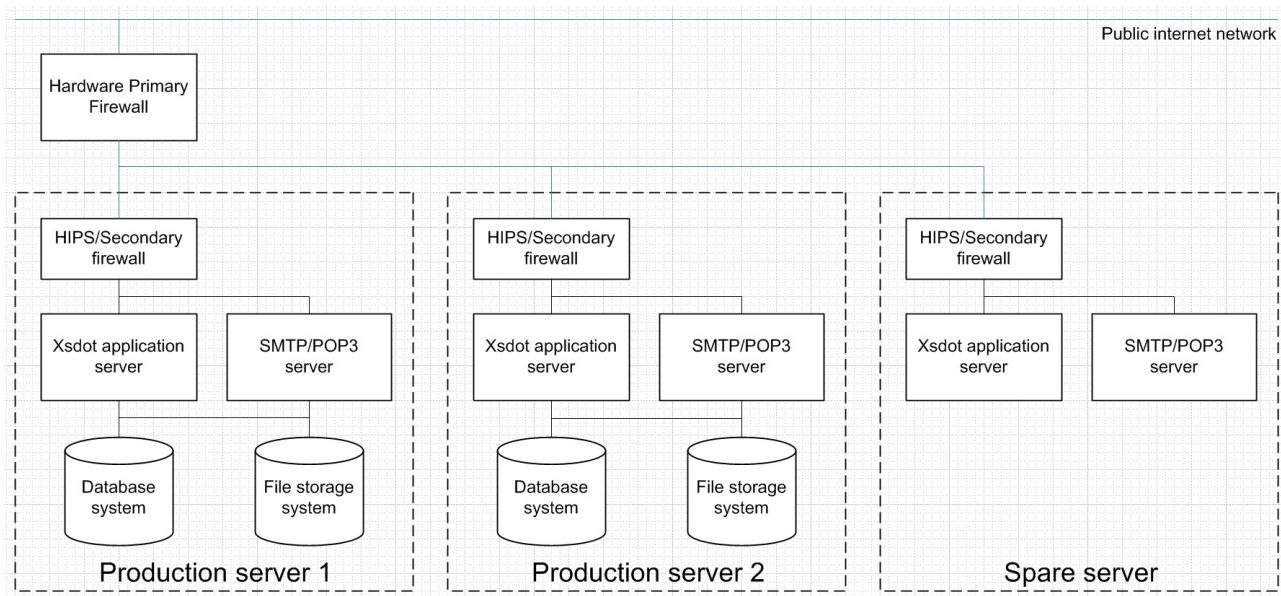 Public internet network
Hardware Primary
Firewall
HIPS/Secondary
firewall
Xsdot application
server
SMTP/POP3
server
Database
system
File storage
system
Production server 1
HIPS/Secondary
firewall
Xsdot application
server
SMTP/POP3
server
Database
system
File storage
system
Production server 2
HIPS/Secondary
firewall
Xsdot application
server
SMTP/POP3
server
Spare server